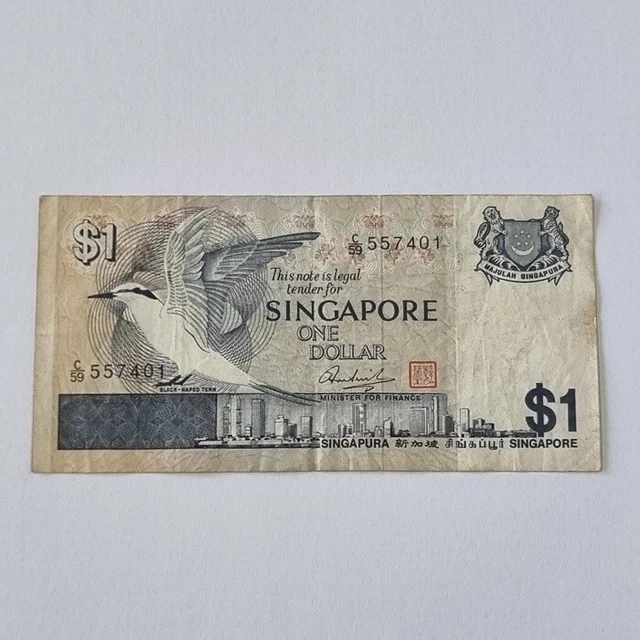 $1
C/59 557401
MAJULAH SINGAPURA
This note is legal
tender for
SINGAPORE
ONE
DOLLAR
C/59 557401
BLACK-NAPED TERN
MINISTER FOR FINANCE
$1
SINGAPURA 新加坡 சிங்கப்பூர் SINGAPORE